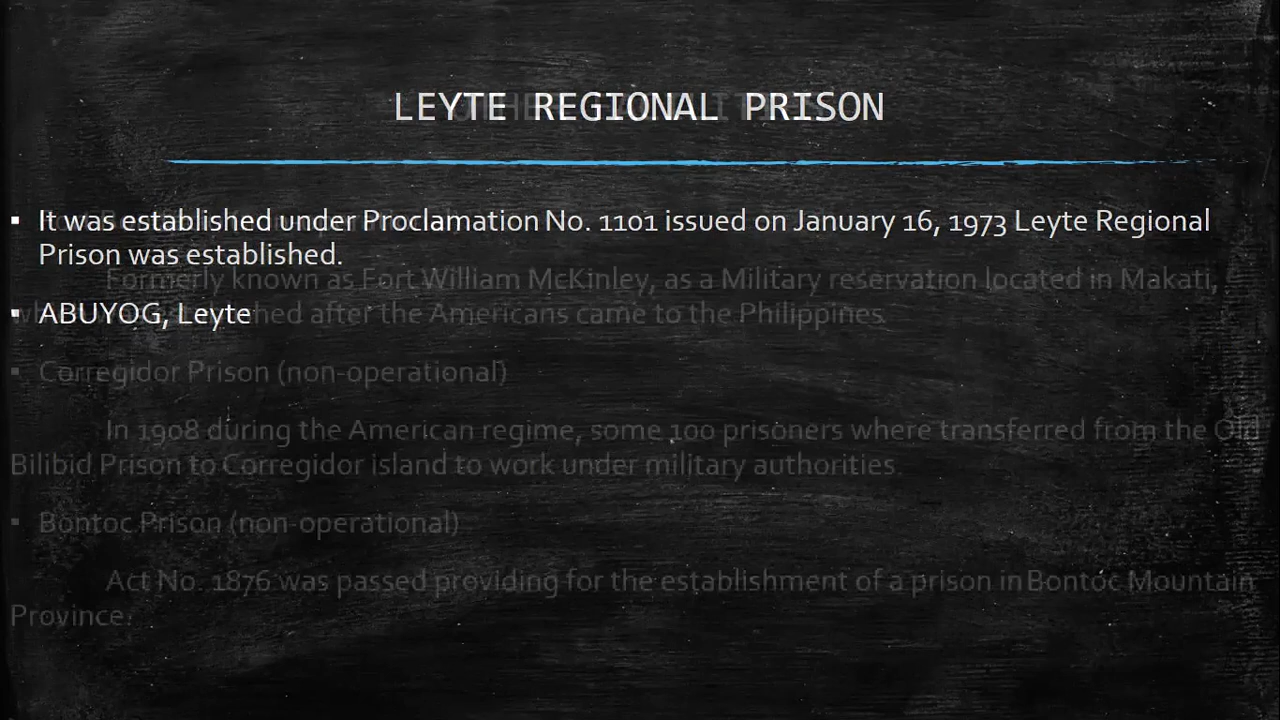 LEYTE REGIONAL PRISON
▪ It was established under Proclamation No. 1101 issued on January 16, 1973 Leyte Regional
Prison was established.
Formerly known as Fort William McKinley, as a Military reservation located in Makati,
▪ ABUYOG, Leyte
after the Americans came to the Philippines.
▪ Corregidor Prison (non-operational)
In 1908 during the American regime, some 100 prisoners where transferred from the Old
Bilibid Prison to Corregidor island to work under military authorities.
▪ Bontoc Prison (non-operational)
Act No. 1876 was passed providing for the establishment of a prison in Bontoc Mountain
Province.